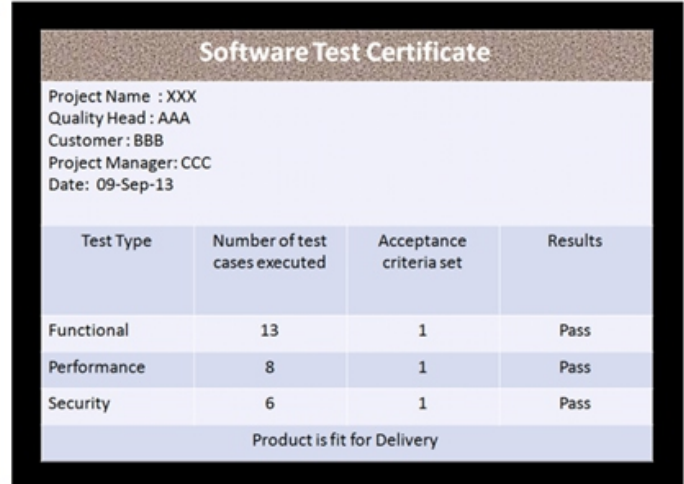 Software Test Certificate
Project Name : XXX
Quality Head : AAA
Customer : BBB
Project Manager: CCC
Date: 09-Sep-13
Test Type Number of test cases executed Acceptance criteria set Results
Functional 13 1 Pass
Performance 8 1 Pass
Security 6 1 Pass
Product is fit for Delivery